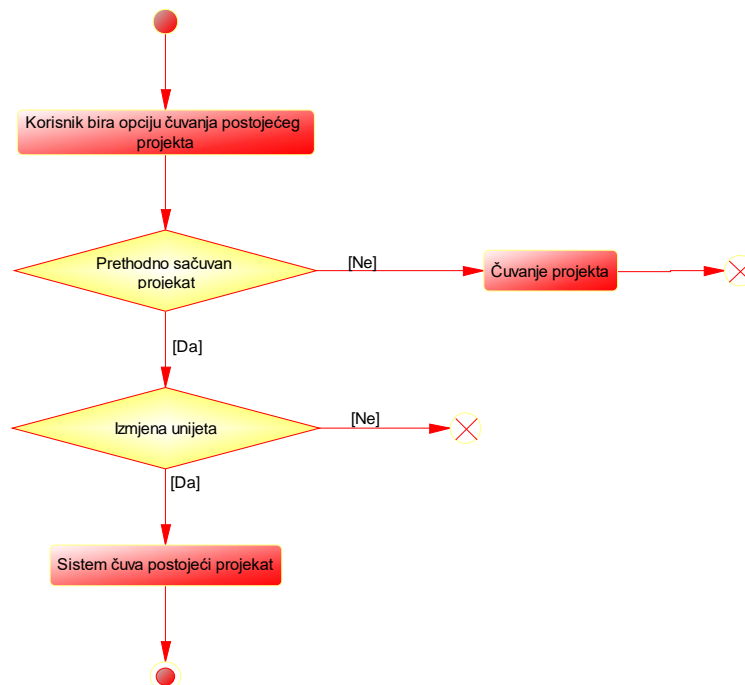 Korisnik bira opciju čuvanja postojećeg
projekta
Prethodno sačuvan
projekat
[Ne]
Čuvanje projekta
[Da]
Izmjena unijeta
[Ne]
[Da]
Sistem čuva postojeći projekat